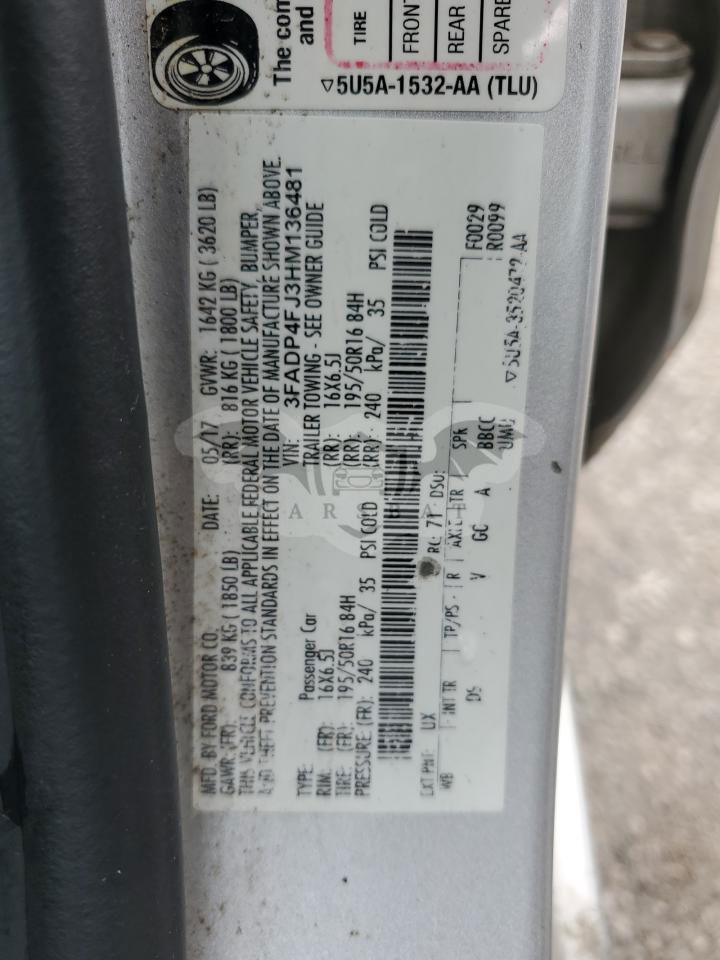 The com
and
TIRE
FRONT
REAR
SPARE
▽5U5A-1532-AA (TLU)
MFD. BY FORD MOTOR CO. DATE: 05/17 GVWR: 1642 KG ( 3620 LB)
GAWR: (FR): 839 KG ( 1850 LB) (RR): 816 KG ( 1800 LB)
THIS VEHICLE CONFORMS TO ALL APPLICABLE FEDERAL MOTOR VEHICLE SAFETY, BUMPER,
AND THEFT PREVENTION STANDARDS IN EFFECT ON THE DATE OF MANUFACTURE SHOWN ABOVE.
VIN: 3FADP4FJ3HM136481
TYPE: Passenger Car TRAILER TOWING - SEE OWNER GUIDE
RIM: (FR): 16X6.5J (RR): 16X6.5J
TIRE: (FR): 195/50R16 84H (RR): 195/50R16 84H
PRESSURE: (FR): 240 kPa/ 35 PSI COLD (RR): 240 kPa/ 35 PSI COLD
EXT PNT: UX RC: 71 DSO: F0029
WB INT TR TP/PS R AXLE TR SPR R0099
DS V GC A BBCC
UMU ▽5U5A-3520472-AA